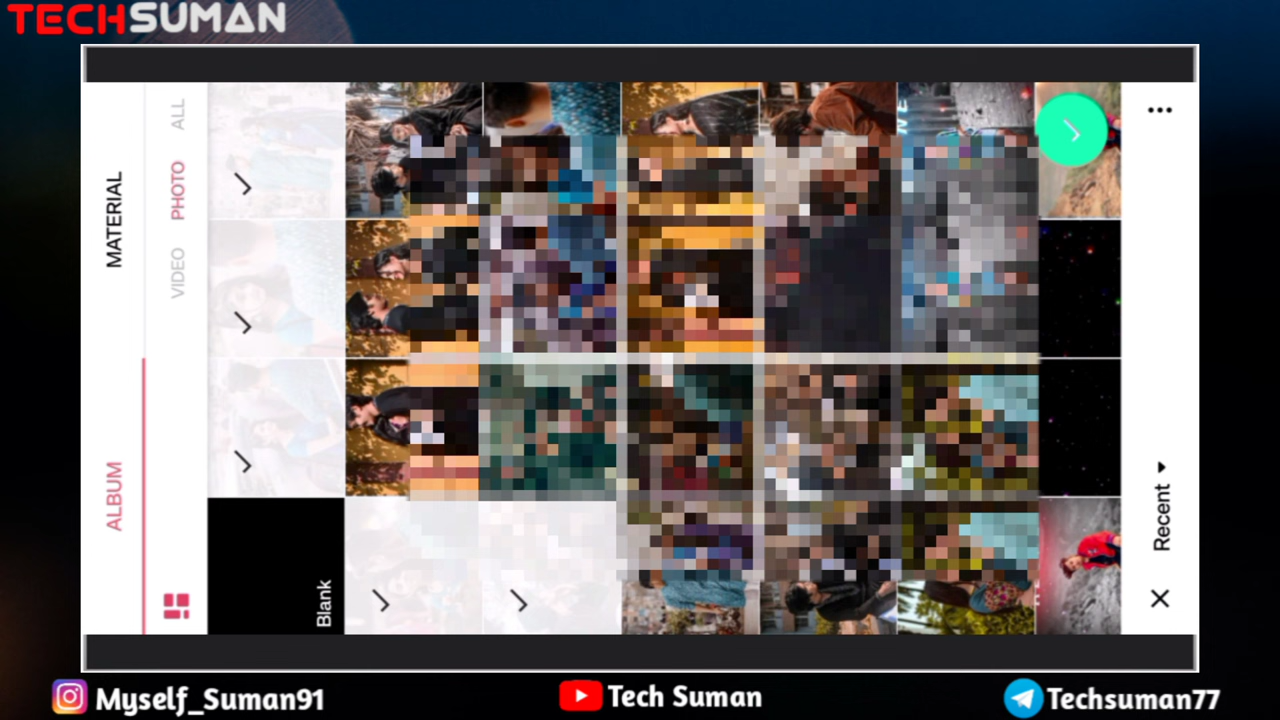 TECHSUMAN
MATERIAL
ALBUM
ALL
PHOTO
VIDEO
Blank
Recent
Myself_Suman91
Tech Suman
Techsuman77